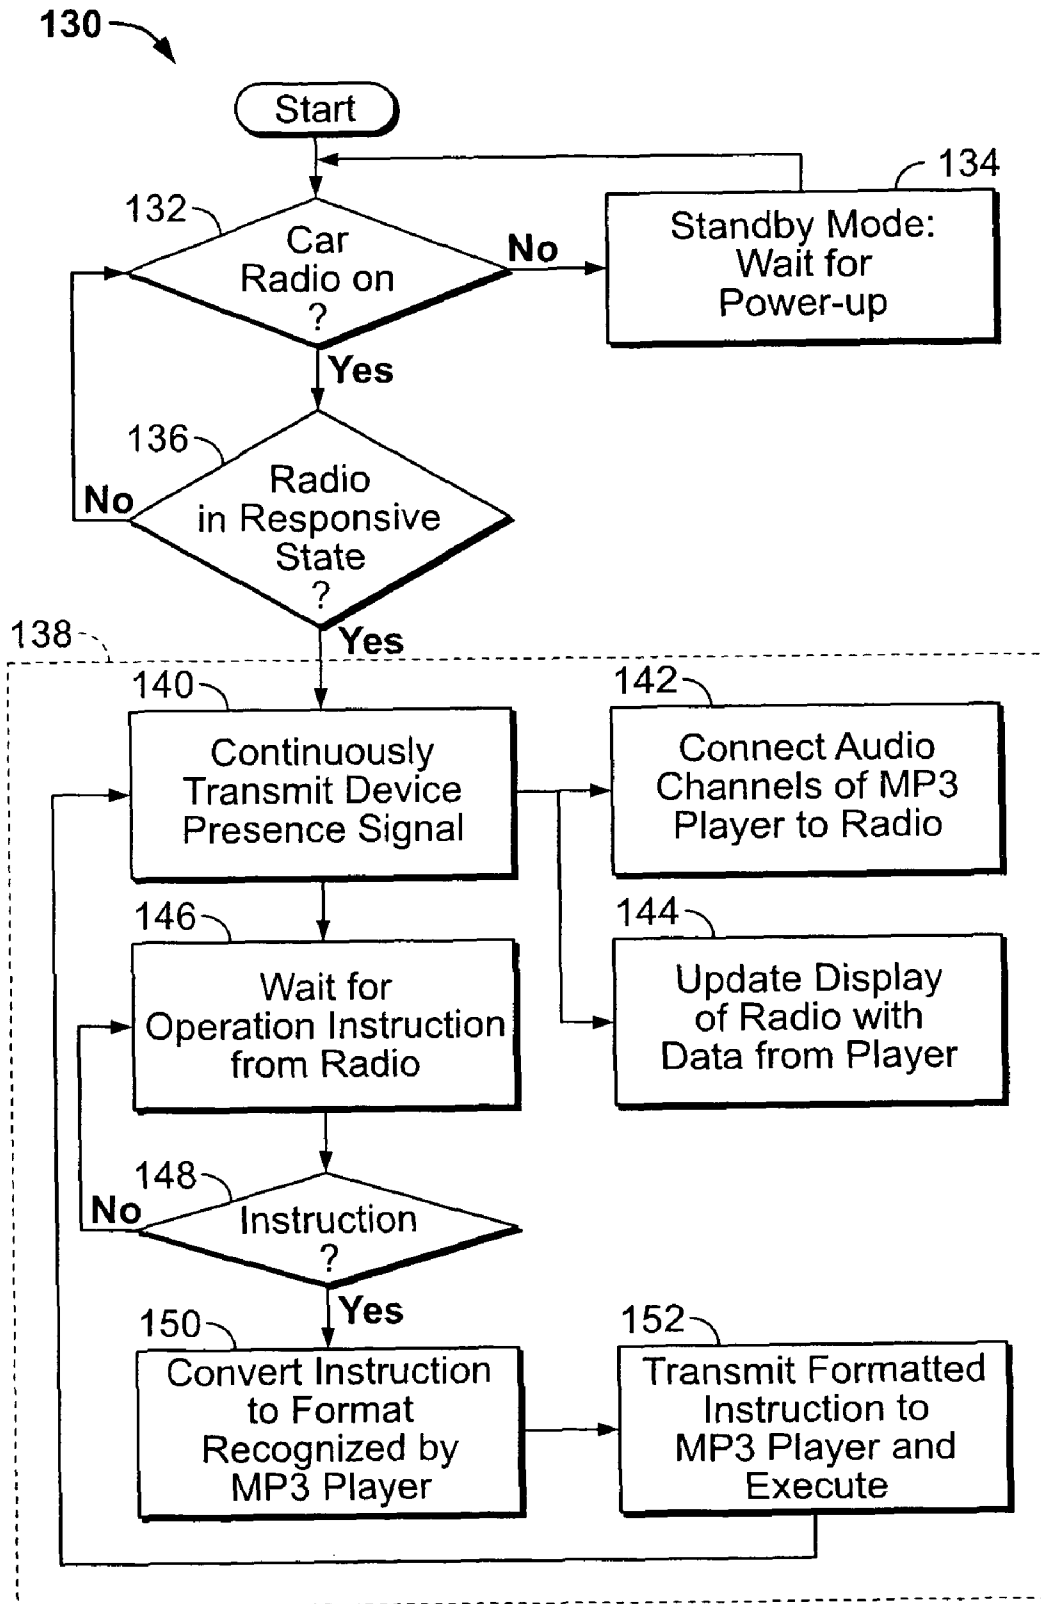 130
Start
132
Car
Radio on
?
No
134
Standby Mode:
Wait for
Power-up
Yes
136
Radio
in Responsive
State
?
No
Yes
138
140
Continuously
Transmit Device
Presence Signal
142
Connect Audio
Channels of MP3
Player to Radio
146
Wait for
Operation Instruction
from Radio
144
Update Display
of Radio with
Data from Player
148
Instruction
?
No
Yes
150
Convert Instruction
to Format
Recognized by
MP3 Player
152
Transmit Formatted
Instruction to
MP3 Player and
Execute